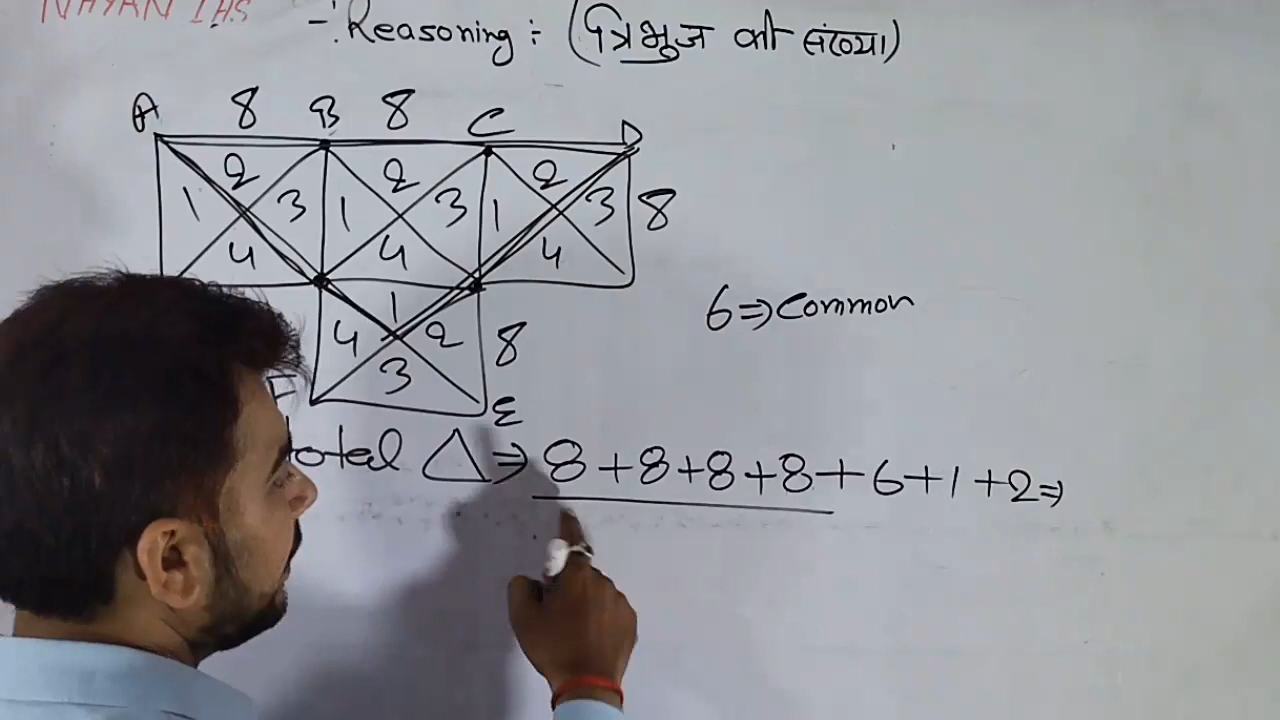 NAYAN IAS
-: Reasoning :- (त्रिभुज की संख्या)
A 8 B 8 C D
2 2 2
1 3 1 3 1 3 8
4 4 4
1
4 2 8
3
F E
6 => Common
total △ => 8+8+8+8+6+1+2 =>